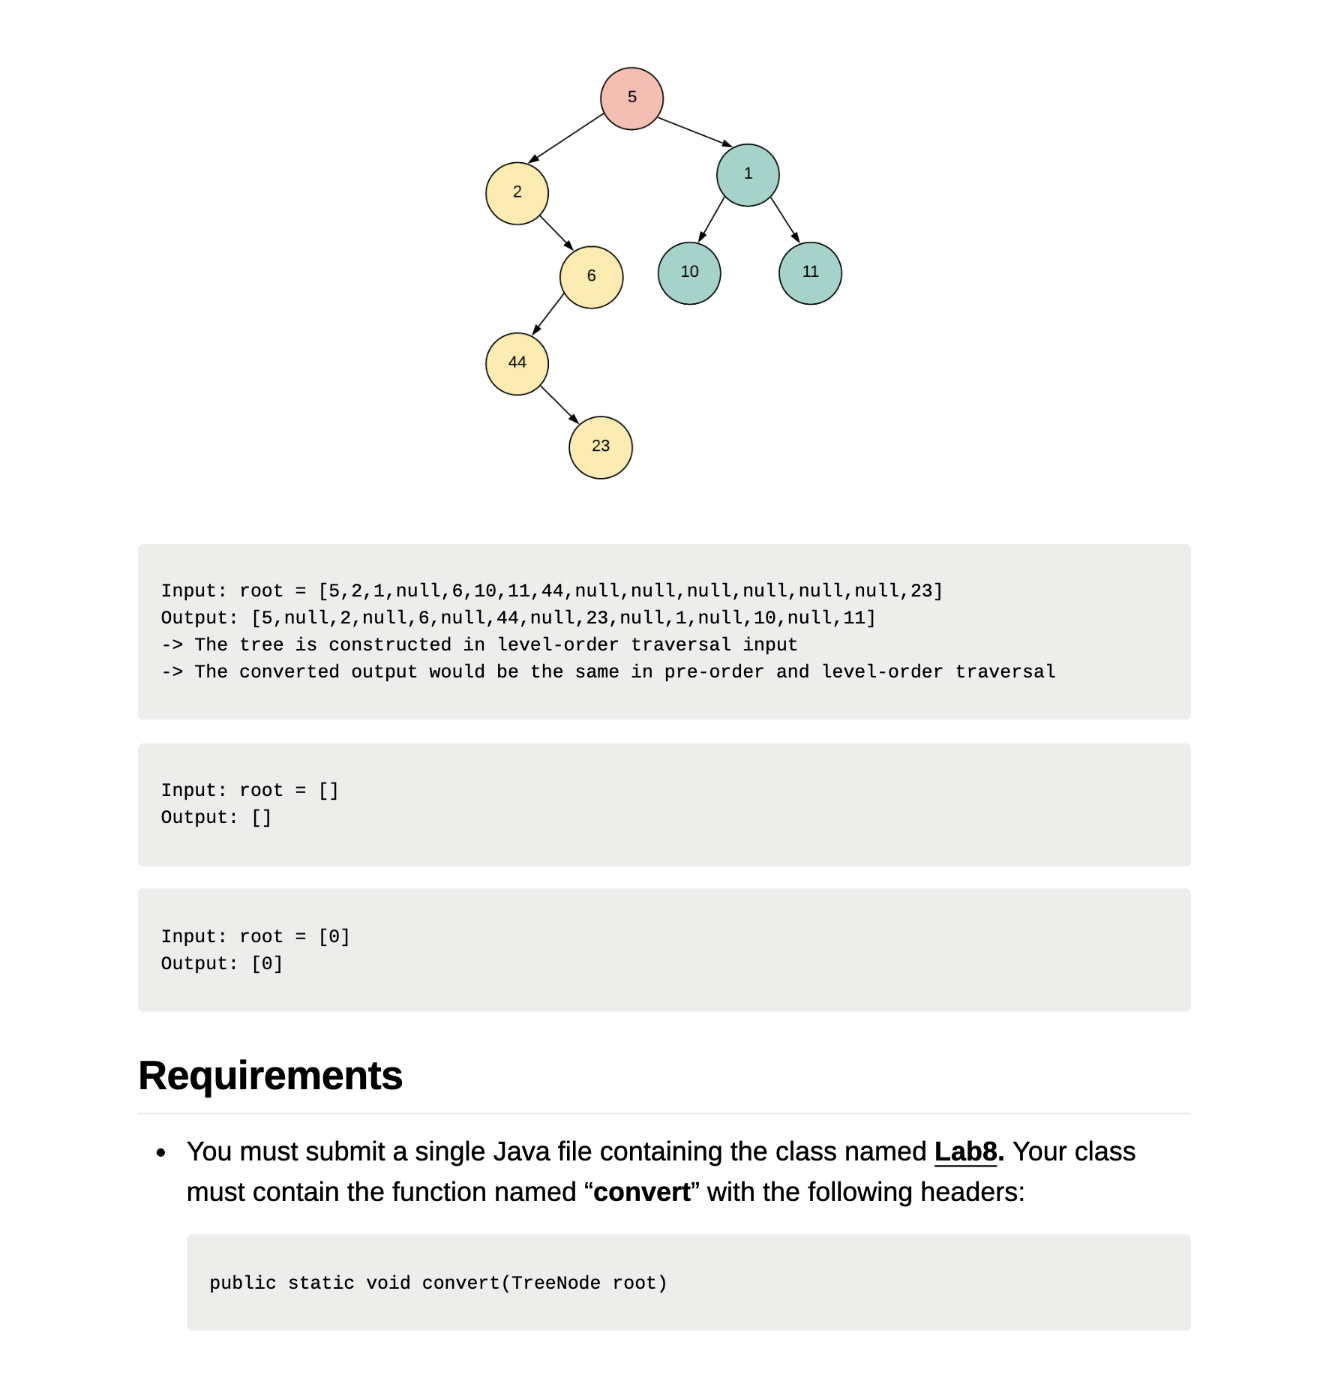 5
2
1
6
10
11
44
23
Input: root = [5,2,1,null,6,10,11,44,null,null,null,null,null,null,23]
Output: [5,null,2,null,6,null,44,null,23,null,1,null,10,null,11]
-> The tree is constructed in level-order traversal input
-> The converted output would be the same in pre-order and level-order traversal
Input: root = []
Output: []
Input: root = [0]
Output: [0]
Requirements
• You must submit a single Java file containing the class named Lab8. Your class
must contain the function named “convert” with the following headers:
public static void convert(TreeNode root)